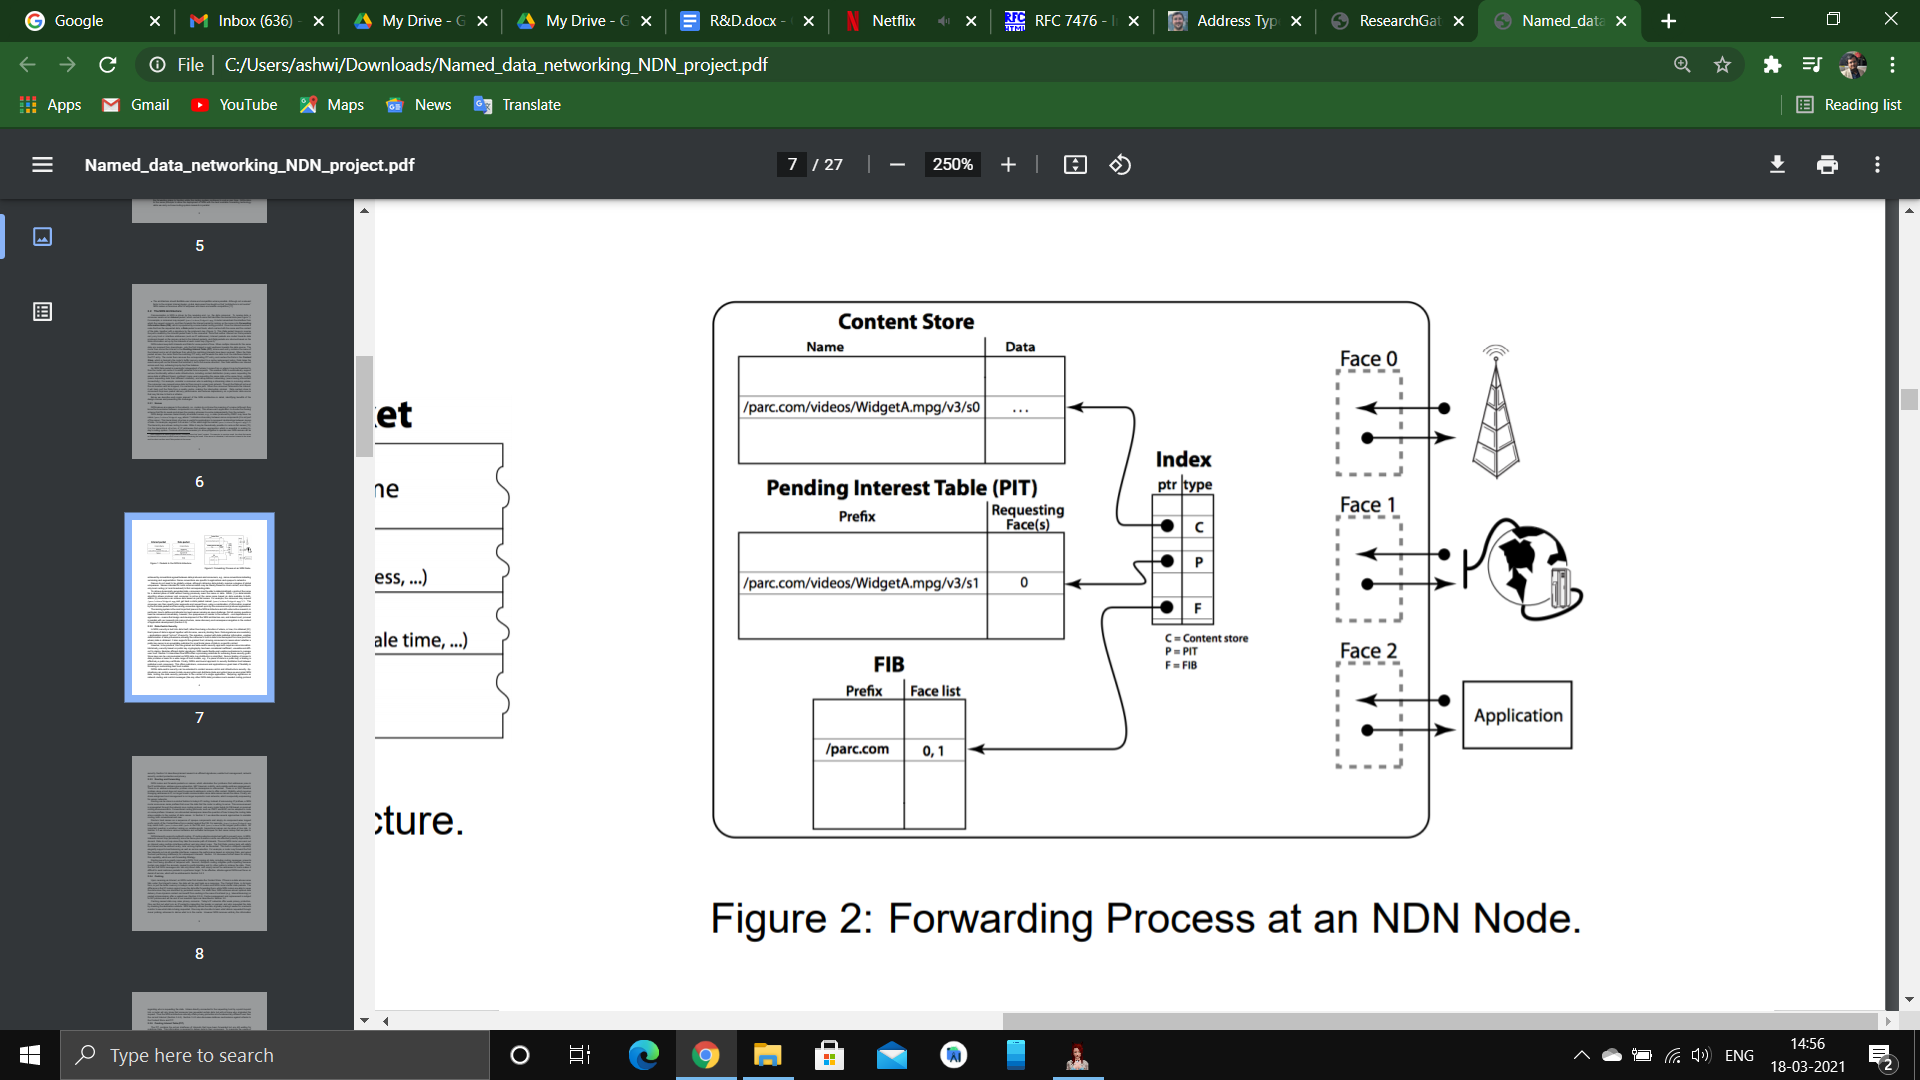 Google
Inbox (636) -
My Drive - G
My Drive - G
R&D.docx -
Netflix
RFC 7476 - I
Address Typ
ResearchGat
Named_data
File
C:/Users/ashwi/Downloads/Named_data_networking_NDN_project.pdf
Apps
Gmail
YouTube
Maps
News
Translate
Reading list
Named_data_networking_NDN_project.pdf
7 / 27
250%
5
6
7
8
ket
ne
ess, ...)
ale time, ...)
cture.
Content Store
Name Data
/parc.com/videos/WidgetA.mpg/v3/s0 ...
Pending Interest Table (PIT)
Prefix Requesting
Face(s)
/parc.com/videos/WidgetA.mpg/v3/s1 0
FIB
Prefix Face list
/parc.com 0, 1
Index
ptr type
C
P
F
C = Content store
P = PIT
F = FIB
Face 0
Face 1
Face 2
Application
Figure 2: Forwarding Process at an NDN Node.
Type here to search
ENG
14:56
18-03-2021
2